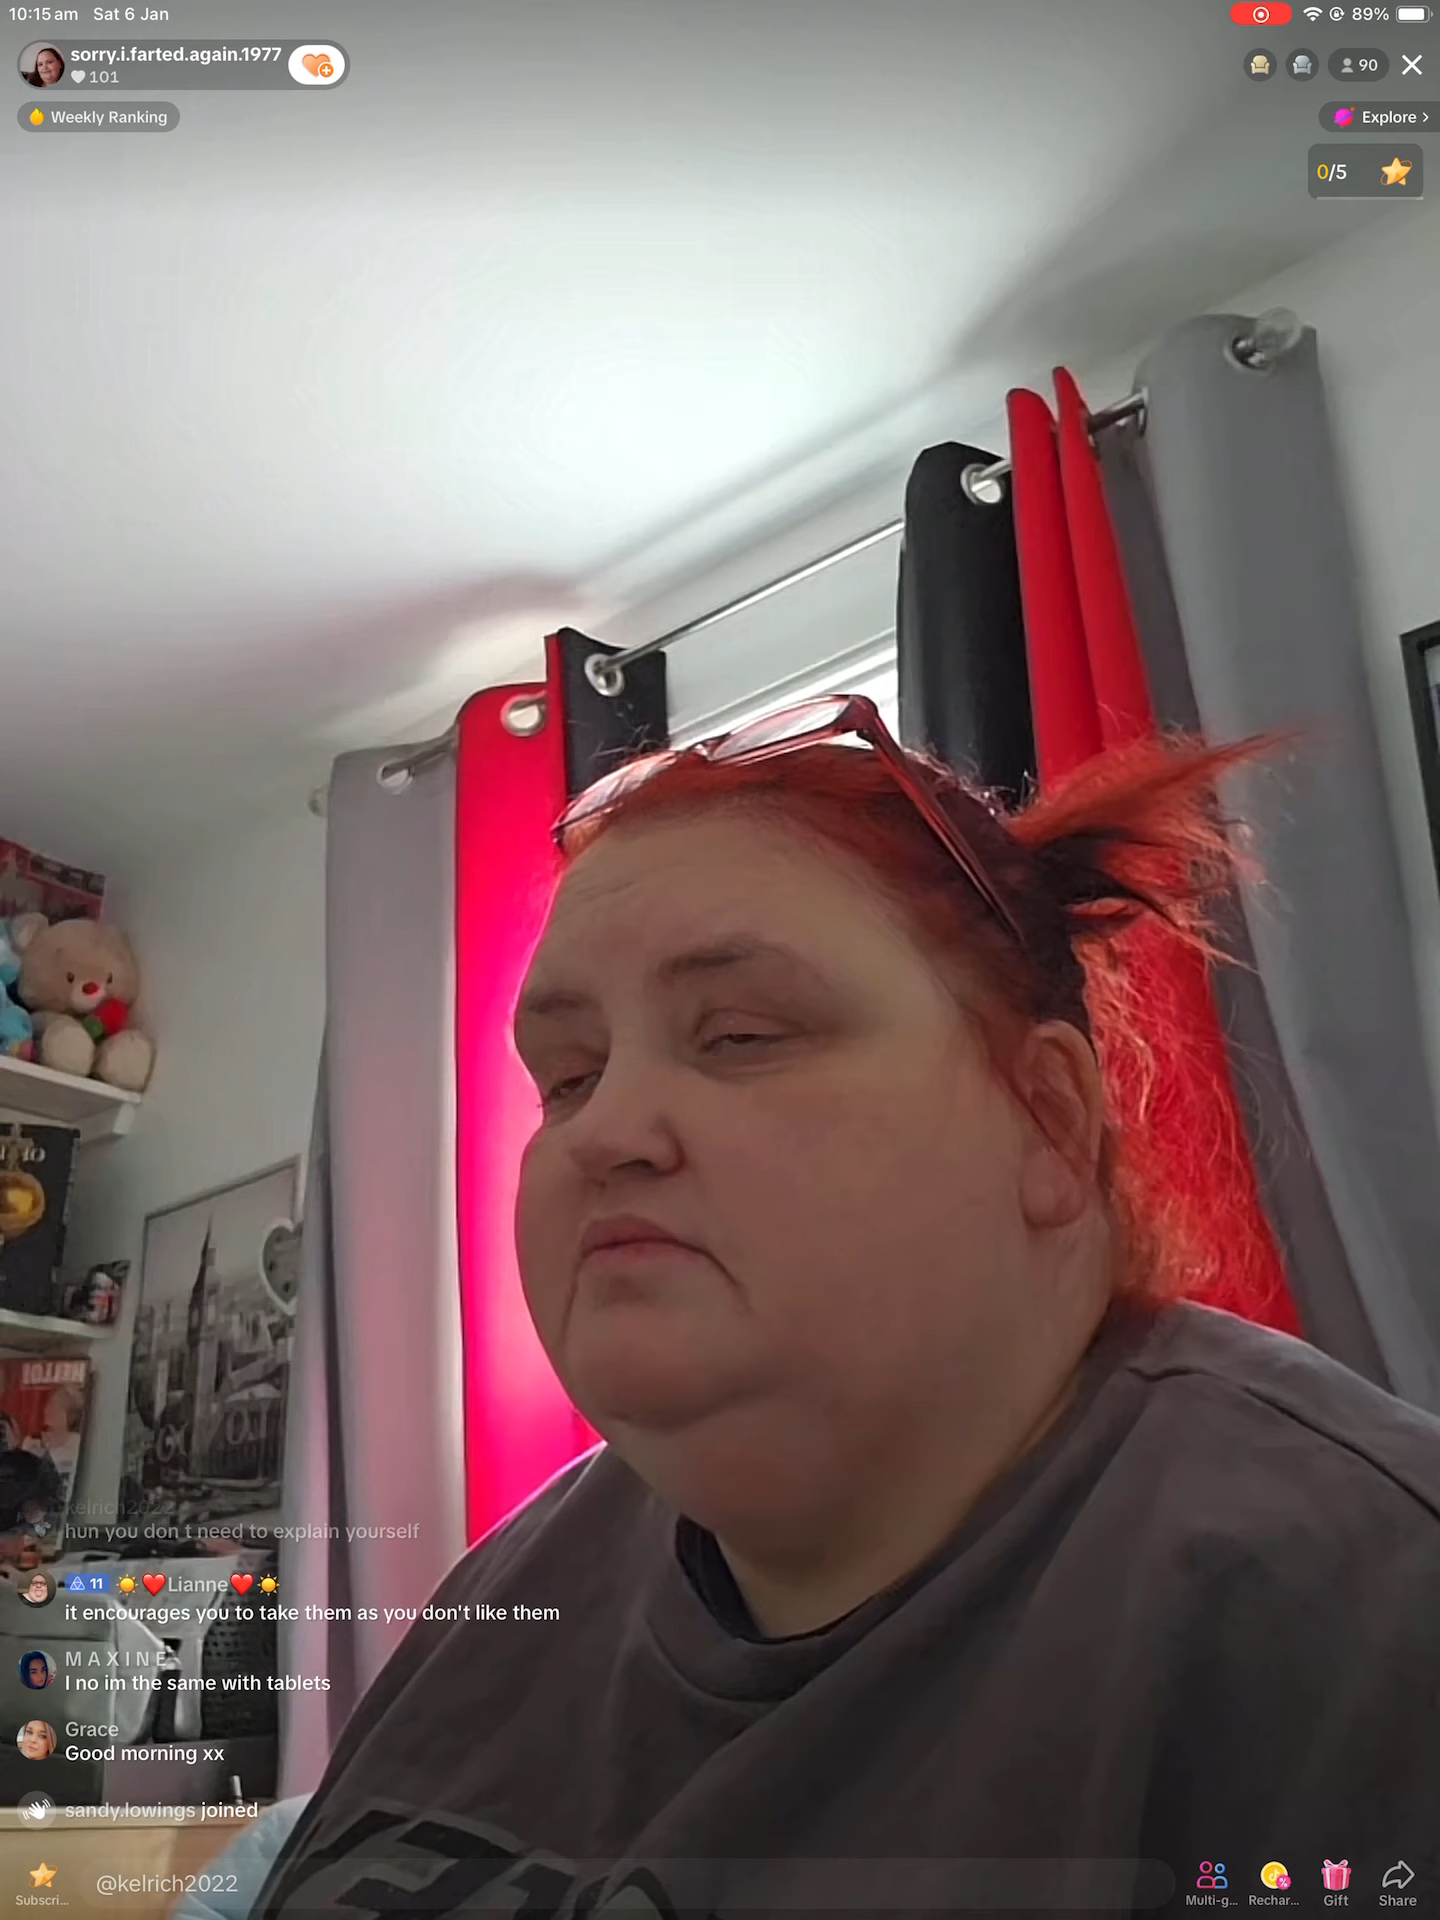 10:15 am Sat 6 Jan
89%
sorry.i.farted.again.1977
101
90
Weekly Ranking
Explore >
0/5
HELLO!
kelrich2022
hun you don t need to explain yourself
11 ☀️❤️Lianne❤️☀️
it encourages you to take them as you don't like them
M A X I N E
I no im the same with tablets
Grace
Good morning xx
sandy.lowings joined
@kelrich2022
Subscri...
Multi-g...
Rechar...
Gift
Share